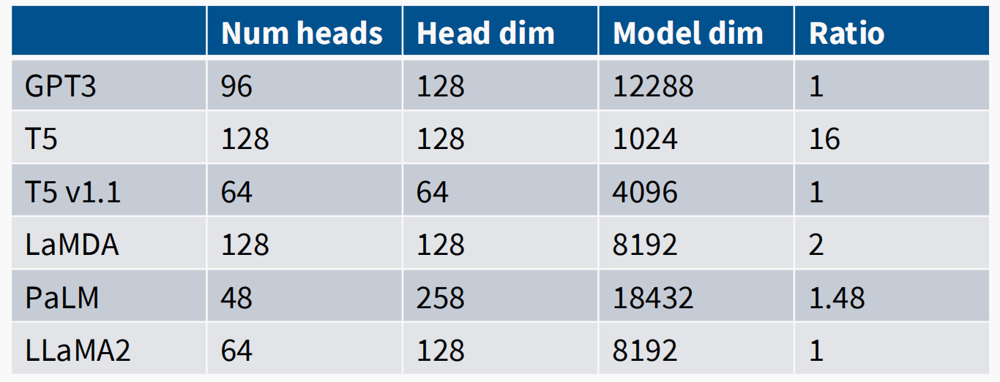 Num heads Head dim Model dim Ratio
GPT3 96 128 12288 1
T5 128 128 1024 16
T5 v1.1 64 64 4096 1
LaMDA 128 128 8192 2
PaLM 48 258 18432 1.48
LLaMA2 64 128 8192 1